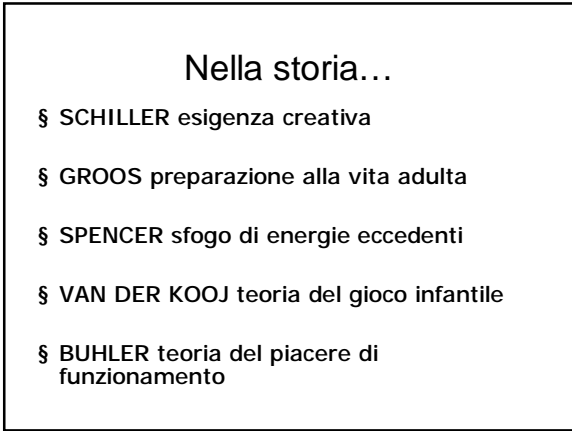 Nella storia…
§ SCHILLER esigenza creativa
§ GROOS preparazione alla vita adulta
§ SPENCER sfogo di energie eccedenti
§ VAN DER KOOJ teoria del gioco infantile
§ BUHLER teoria del piacere di
funzionamento